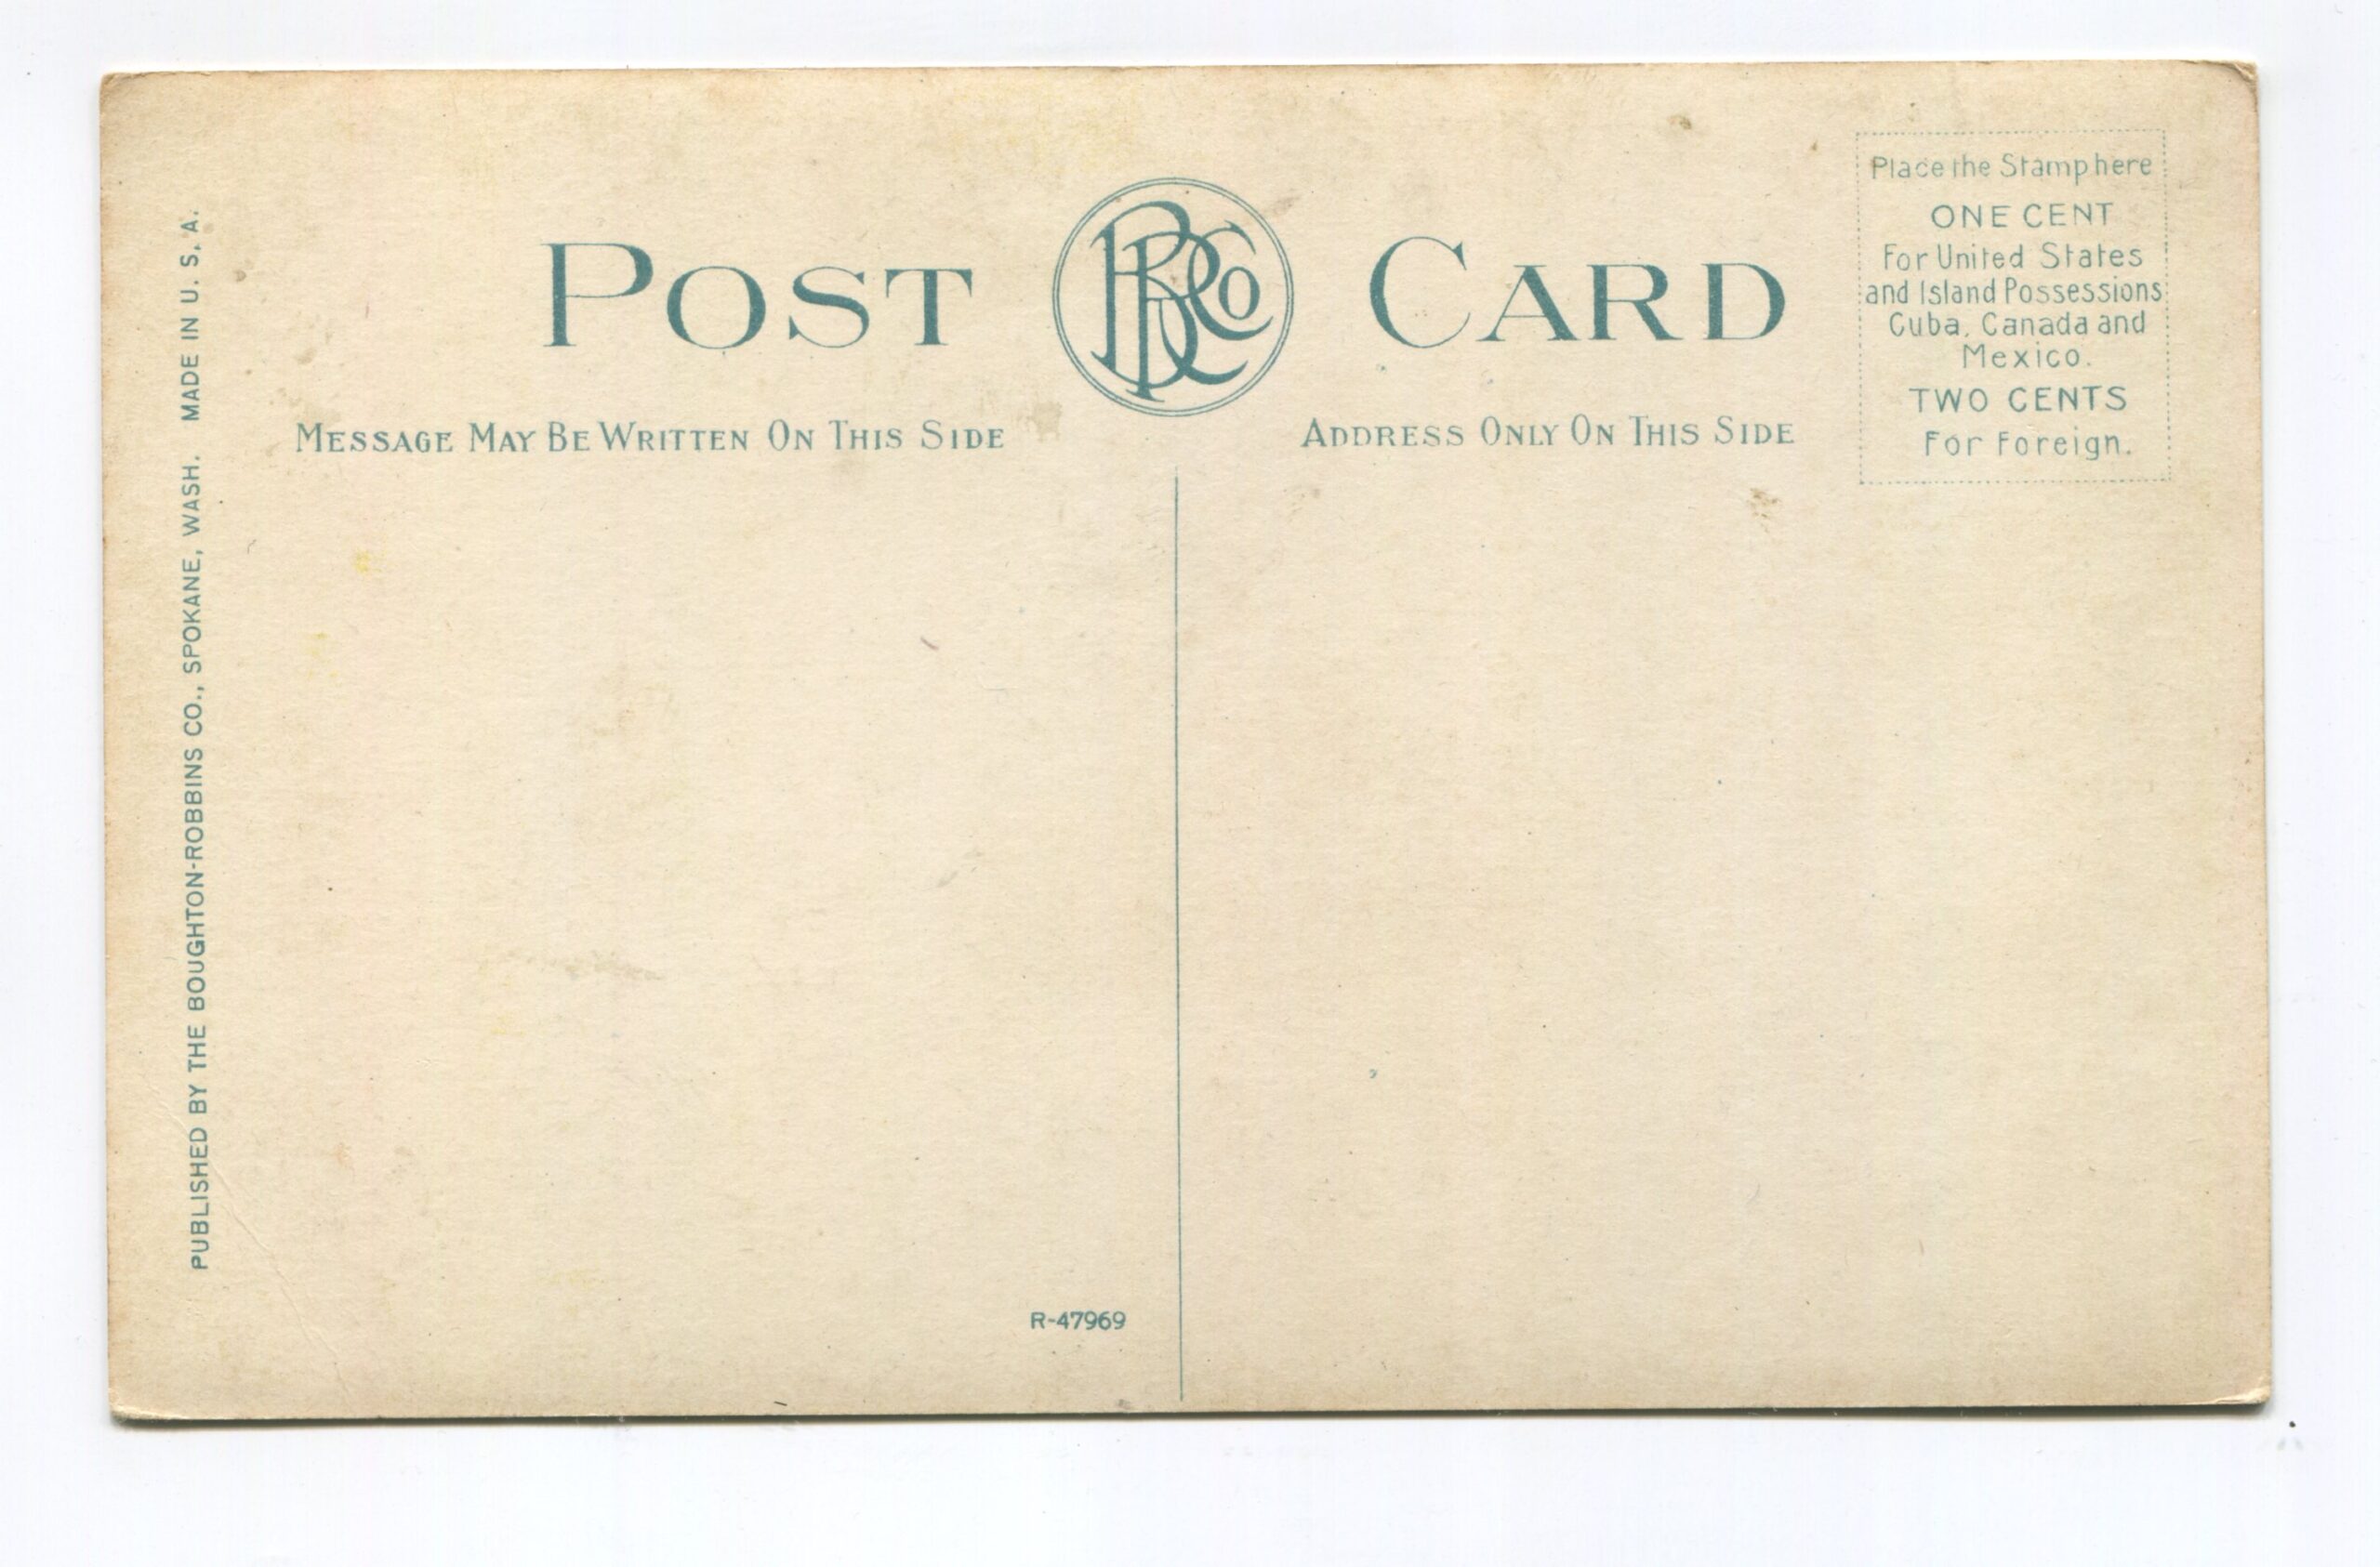 POST BRCo CARD
MESSAGE MAY BE WRITTEN ON THIS SIDE
ADDRESS ONLY ON THIS SIDE
Place the Stamp here
ONE CENT
For United States
and Island Possessions
Cuba, Canada and
Mexico.
TWO CENTS
For Foreign.
PUBLISHED BY THE BOUGHTON-ROBBINS CO., SPOKANE, WASH. MADE IN U. S. A.
R-47969